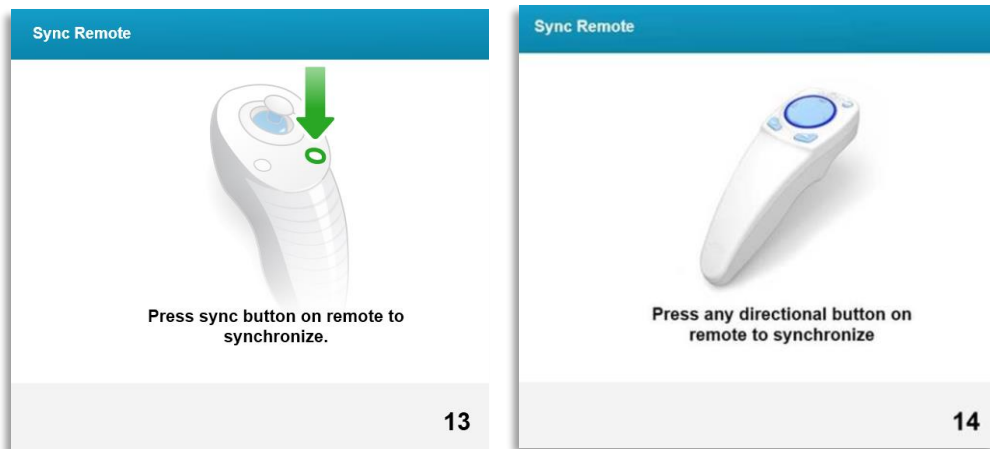 Sync Remote
Press sync button on remote to
synchronize.
13
Sync Remote
Press any directional button on
remote to synchronize
14